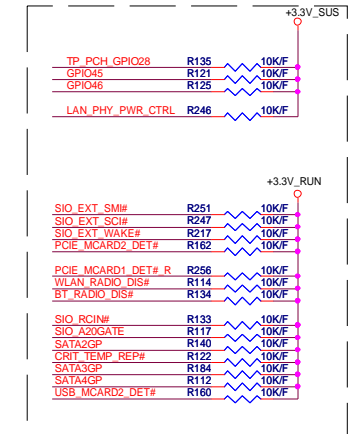 +3.3V_SUS
TP_PCH_GPIO28 R135 10K/F
GPIO45 R121 10K/F
GPIO46 R125 10K/F
LAN_PHY_PWR_CTRL R246 10K/F
+3.3V_RUN
SIO_EXT_SMI# R251 10K/F
SIO_EXT_SCI# R247 10K/F
SIO_EXT_WAKE# R217 10K/F
PCIE_MCARD2_DET# R162 10K/F
PCIE_MCARD1_DET#_R R256 10K/F
WLAN_RADIO_DIS# R114 10K/F
BT_RADIO_DIS# R134 10K/F
SIO_RCIN# R133 10K/F
SIO_A20GATE R117 10K/F
SATA2GP R140 10K/F
CRIT_TEMP_REP# R122 10K/F
SATA3GP R184 10K/F
SATA4GP R112 10K/F
USB_MCARD2_DET# R160 10K/F